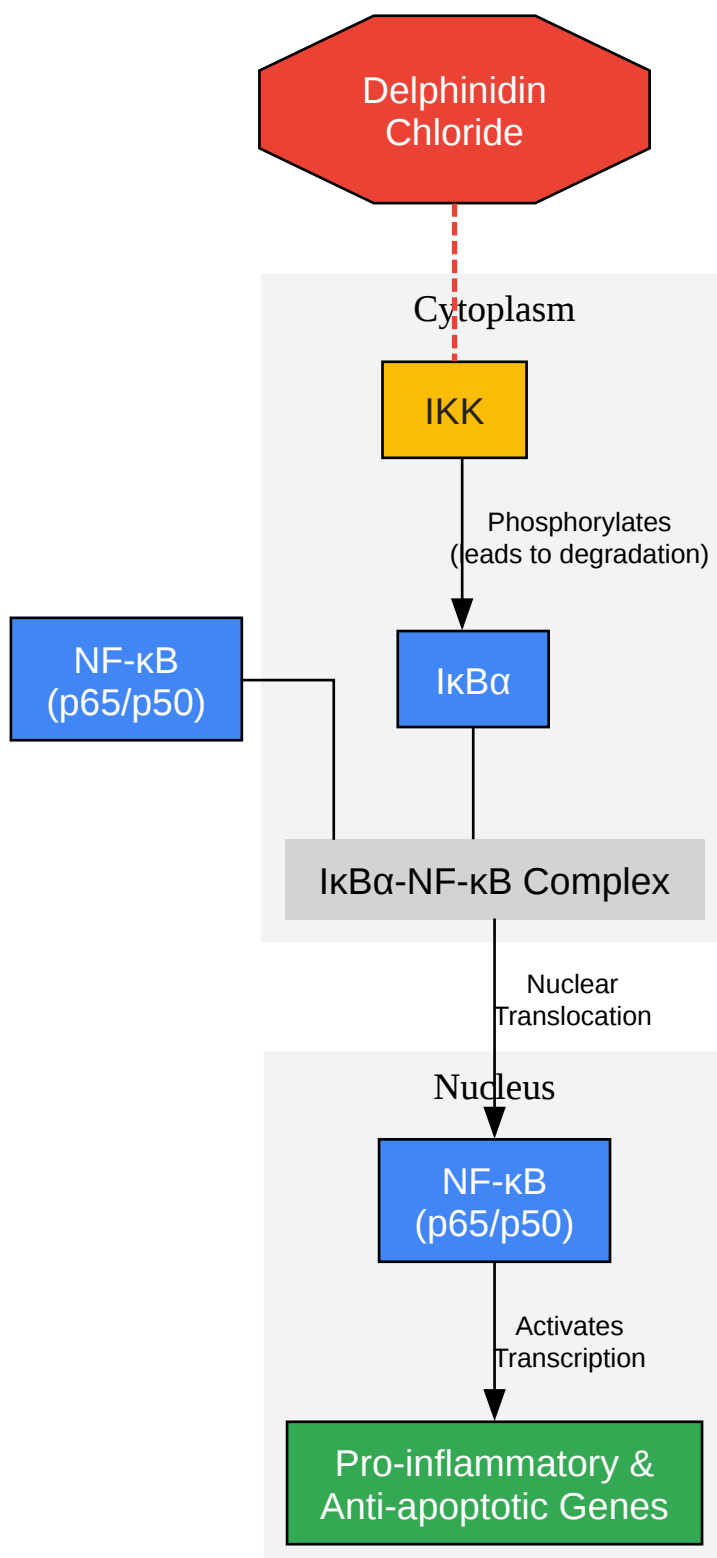 Delphinidin
Chloride
Cytoplasm
IKK
Phosphorylates
(leads to degradation)
NF-κB
(p65/p50)
IκBα
IκBα-NF-κB Complex
Nuclear
Translocation
Nucleus
NF-κB
(p65/p50)
Activates
Transcription
Pro-inflammatory &
Anti-apoptotic Genes